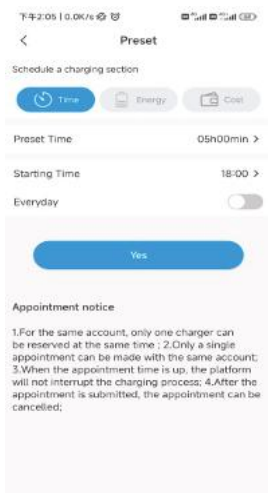 下午2:05 | 0.0K/s
Preset
Schedule a charging section
Time Energy Cost
Preset Time 05h00min >
Starting Time 18:00 >
Everyday
Yes
Appointment notice
1.For the same account, only one charger can
be reserved at the same time ; 2.Only a single
appointment can be made with the same account;
3.When the appointment time is up, the platform
will not interrupt the charging process; 4.After the
appointment is submitted, the appointment can be
cancelled;